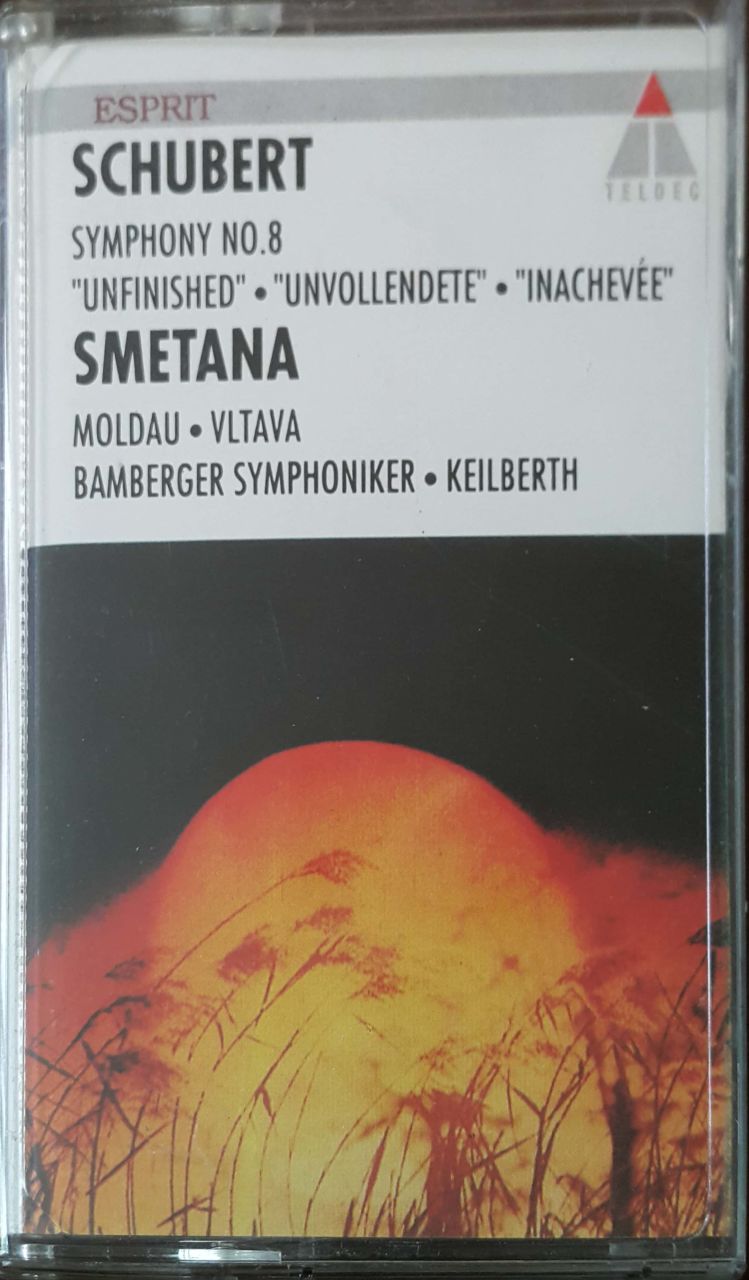 ESPRIT
SCHUBERT
TELDEC
SYMPHONY NO.8
"UNFINISHED" • "UNVOLLENDETE" • "INACHEVÉE"
SMETANA
MOLDAU • VLTAVA
BAMBERGER SYMPHONIKER • KEILBERTH